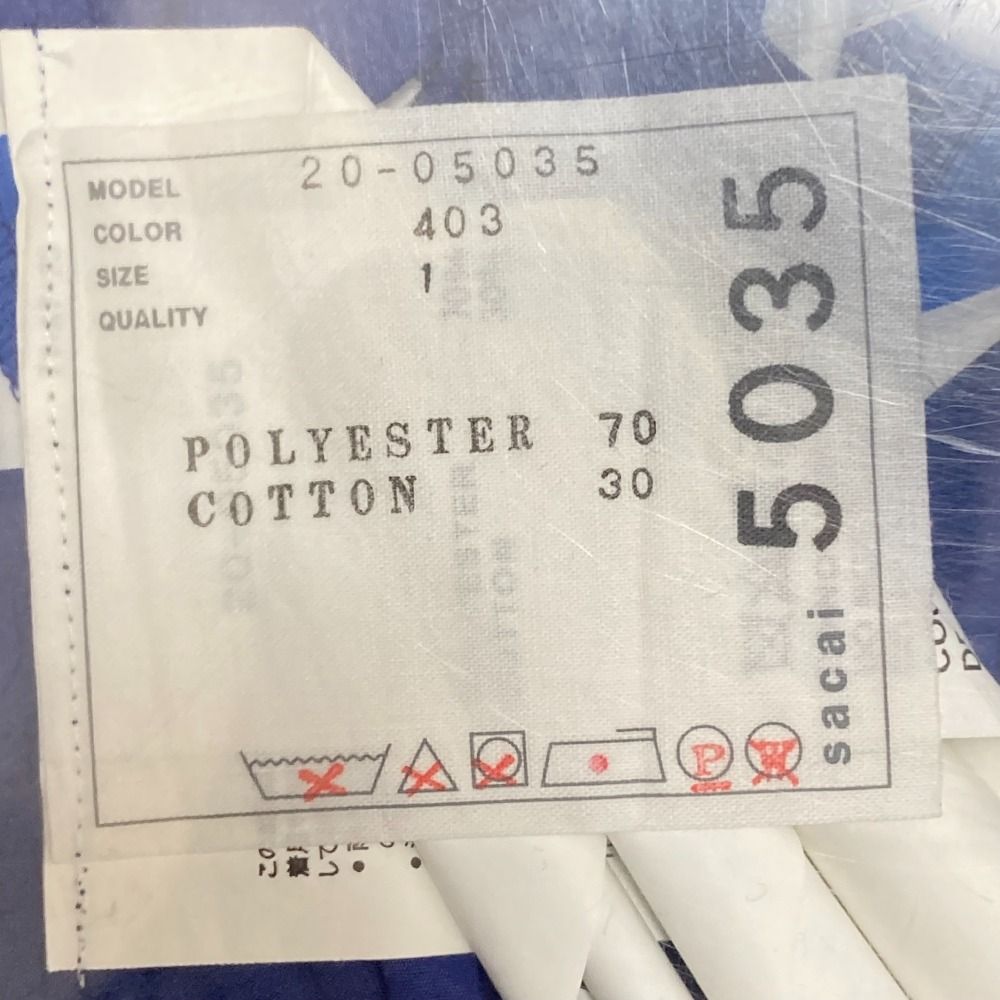 MODEL 20-05035
COLOR 403
SIZE 1
QUALITY
POLYESTER 70
COTTON 30
sacai 5035
P
W